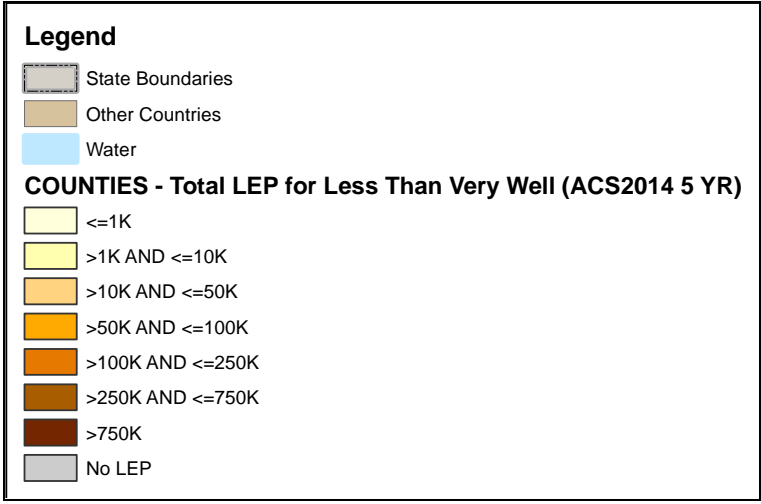 Legend
State Boundaries
Other Countries
Water
COUNTIES - Total LEP for Less Than Very Well (ACS2014 5 YR)
<=1K
>1K AND <=10K
>10K AND <=50K
>50K AND <=100K
>100K AND <=250K
>250K AND <=750K
>750K
No LEP